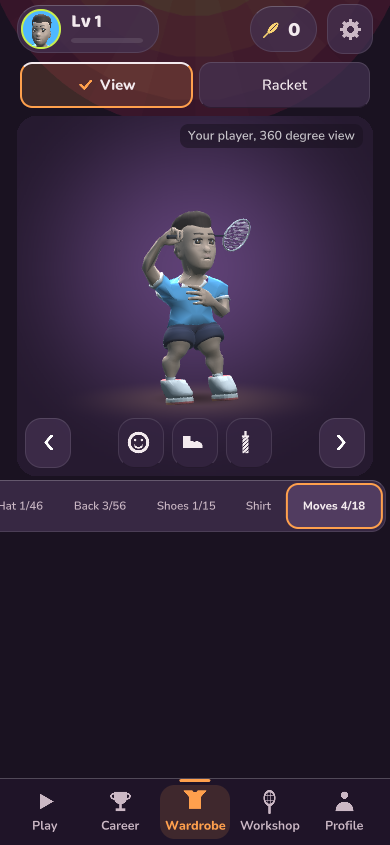 Lv 1
0
View
Racket
Your player, 360 degree view
Hat 1/46
Back 3/56
Shoes 1/15
Shirt
Moves 4/18
Play
Career
Wardrobe
Workshop
Profile